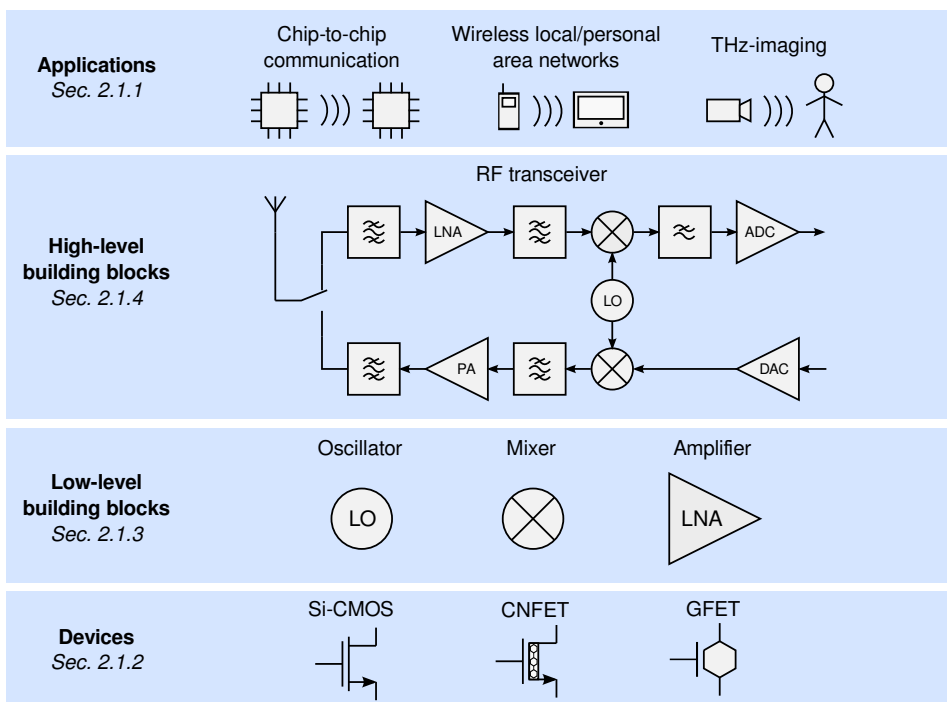 Applications
Sec. 2.1.1
Chip-to-chip
communication
Wireless local/personal
area networks
THz-imaging
High-level
building blocks
Sec. 2.1.4
RF transceiver
LNA
ADC
LO
PA
DAC
Low-level
building blocks
Sec. 2.1.3
Oscillator
Mixer
Amplifier
LO
LNA
Devices
Sec. 2.1.2
Si-CMOS
CNFET
GFET